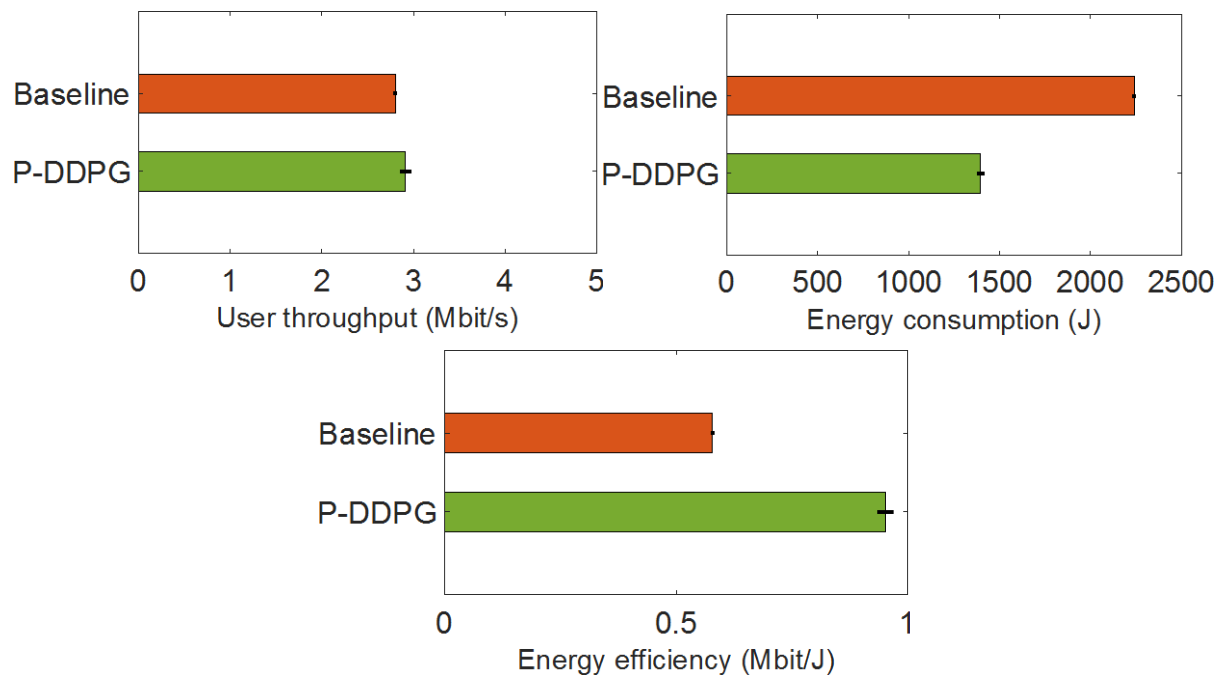 Baseline
P-DDPG
0 1 2 3 4 5
User throughput (Mbit/s)
Baseline
P-DDPG
0 500 1000 1500 2000 2500
Energy consumption (J)
Baseline
P-DDPG
0 0.5 1
Energy efficiency (Mbit/J)